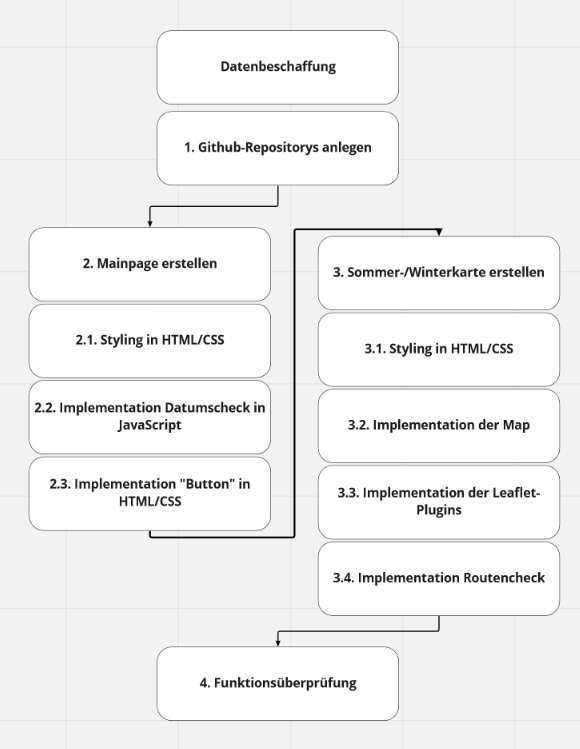 Datenbeschaffung
1. Github-Repositorys anlegen
2. Mainpage erstellen
2.1. Styling in HTML/CSS
2.2. Implementation Datumscheck in
JavaScript
2.3. Implementation "Button" in
HTML/CSS
3. Sommer-/Winterkarte erstellen
3.1. Styling in HTML/CSS
3.2. Implementation der Map
3.3. Implementation der Leaflet-
Plugins
3.4. Implementation Routencheck
4. Funktionsüberprüfung